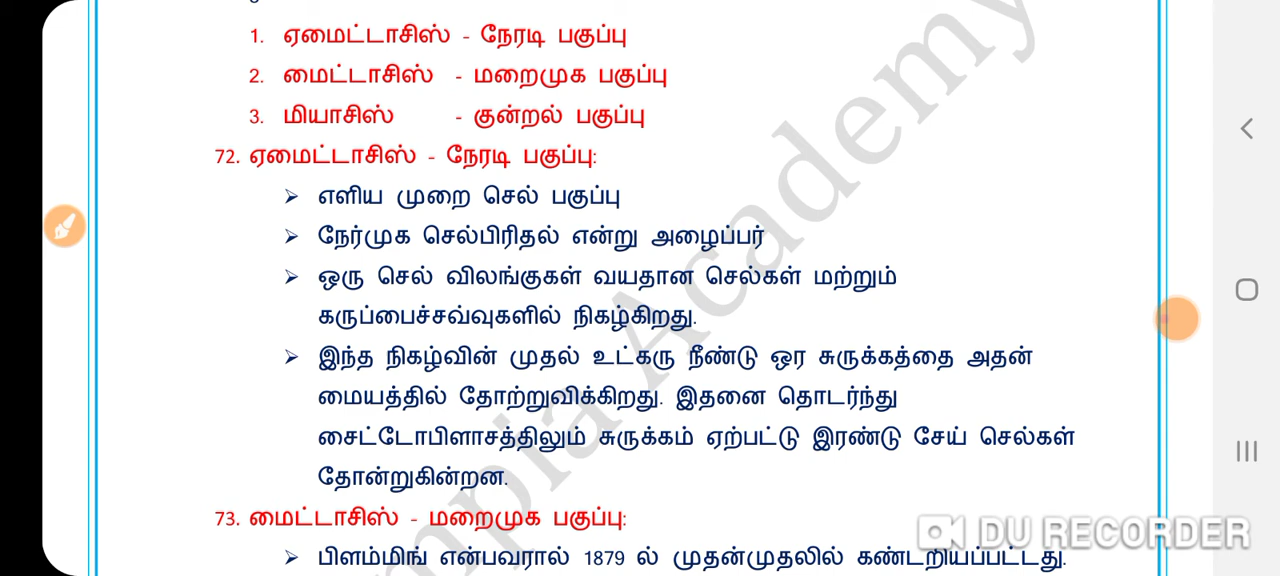 1. ஏமைட்டாசிஸ் - நேரடி பகுப்பு
2. மைட்டாசிஸ் - மறைமுக பகுப்பு
3. மியாசிஸ் - குன்றல் பகுப்பு
72. ஏமைட்டாசிஸ் - நேரடி பகுப்பு:
➢ எளிய முறை செல் பகுப்பு
➢ நேர்முக செல்பிரிதல் என்று அழைப்பர்
➢ ஒரு செல் விலங்குகள் வயதான செல்கள் மற்றும்
கருப்பைச்சவ்வுகளில் நிகழ்கிறது.
➢ இந்த நிகழ்வின் முதல் உட்கரு நீண்டு ஒர சுருக்கத்தை அதன்
மையத்தில் தோற்றுவிக்கிறது. இதனை தொடர்ந்து
சைட்டோபிளாசத்திலும் சுருக்கம் ஏற்பட்டு இரண்டு சேய் செல்கள்
தோன்றுகின்றன.
73. மைட்டாசிஸ் - மறைமுக பகுப்பு:
➢ பிளம்மிங் என்பவரால் 1879 ல் முதன்முதலில் கண்டறியப்பட்டது.
mpia Academy
DU RECORDER